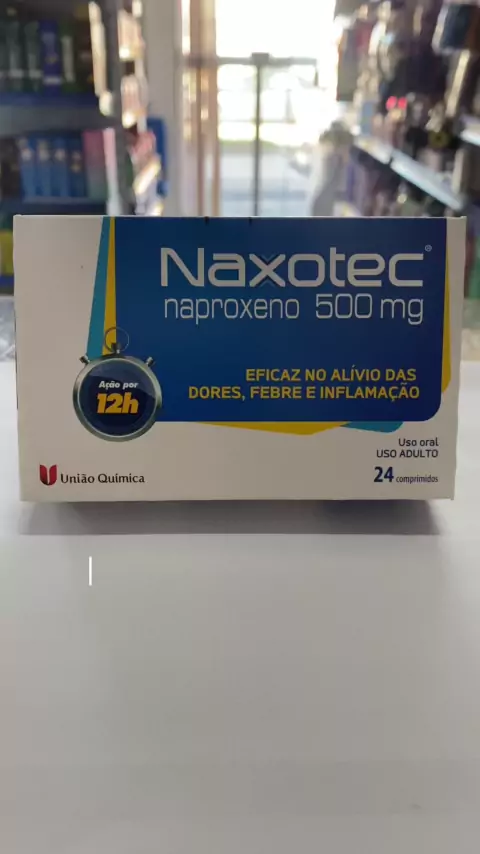 Naxotec®
naproxeno 500 mg
EFICAZ NO ALÍVIO DAS
DORES, FEBRE E INFLAMAÇÃO
Ação por
12h
Uso oral
USO ADULTO
24 comprimidos
União Química